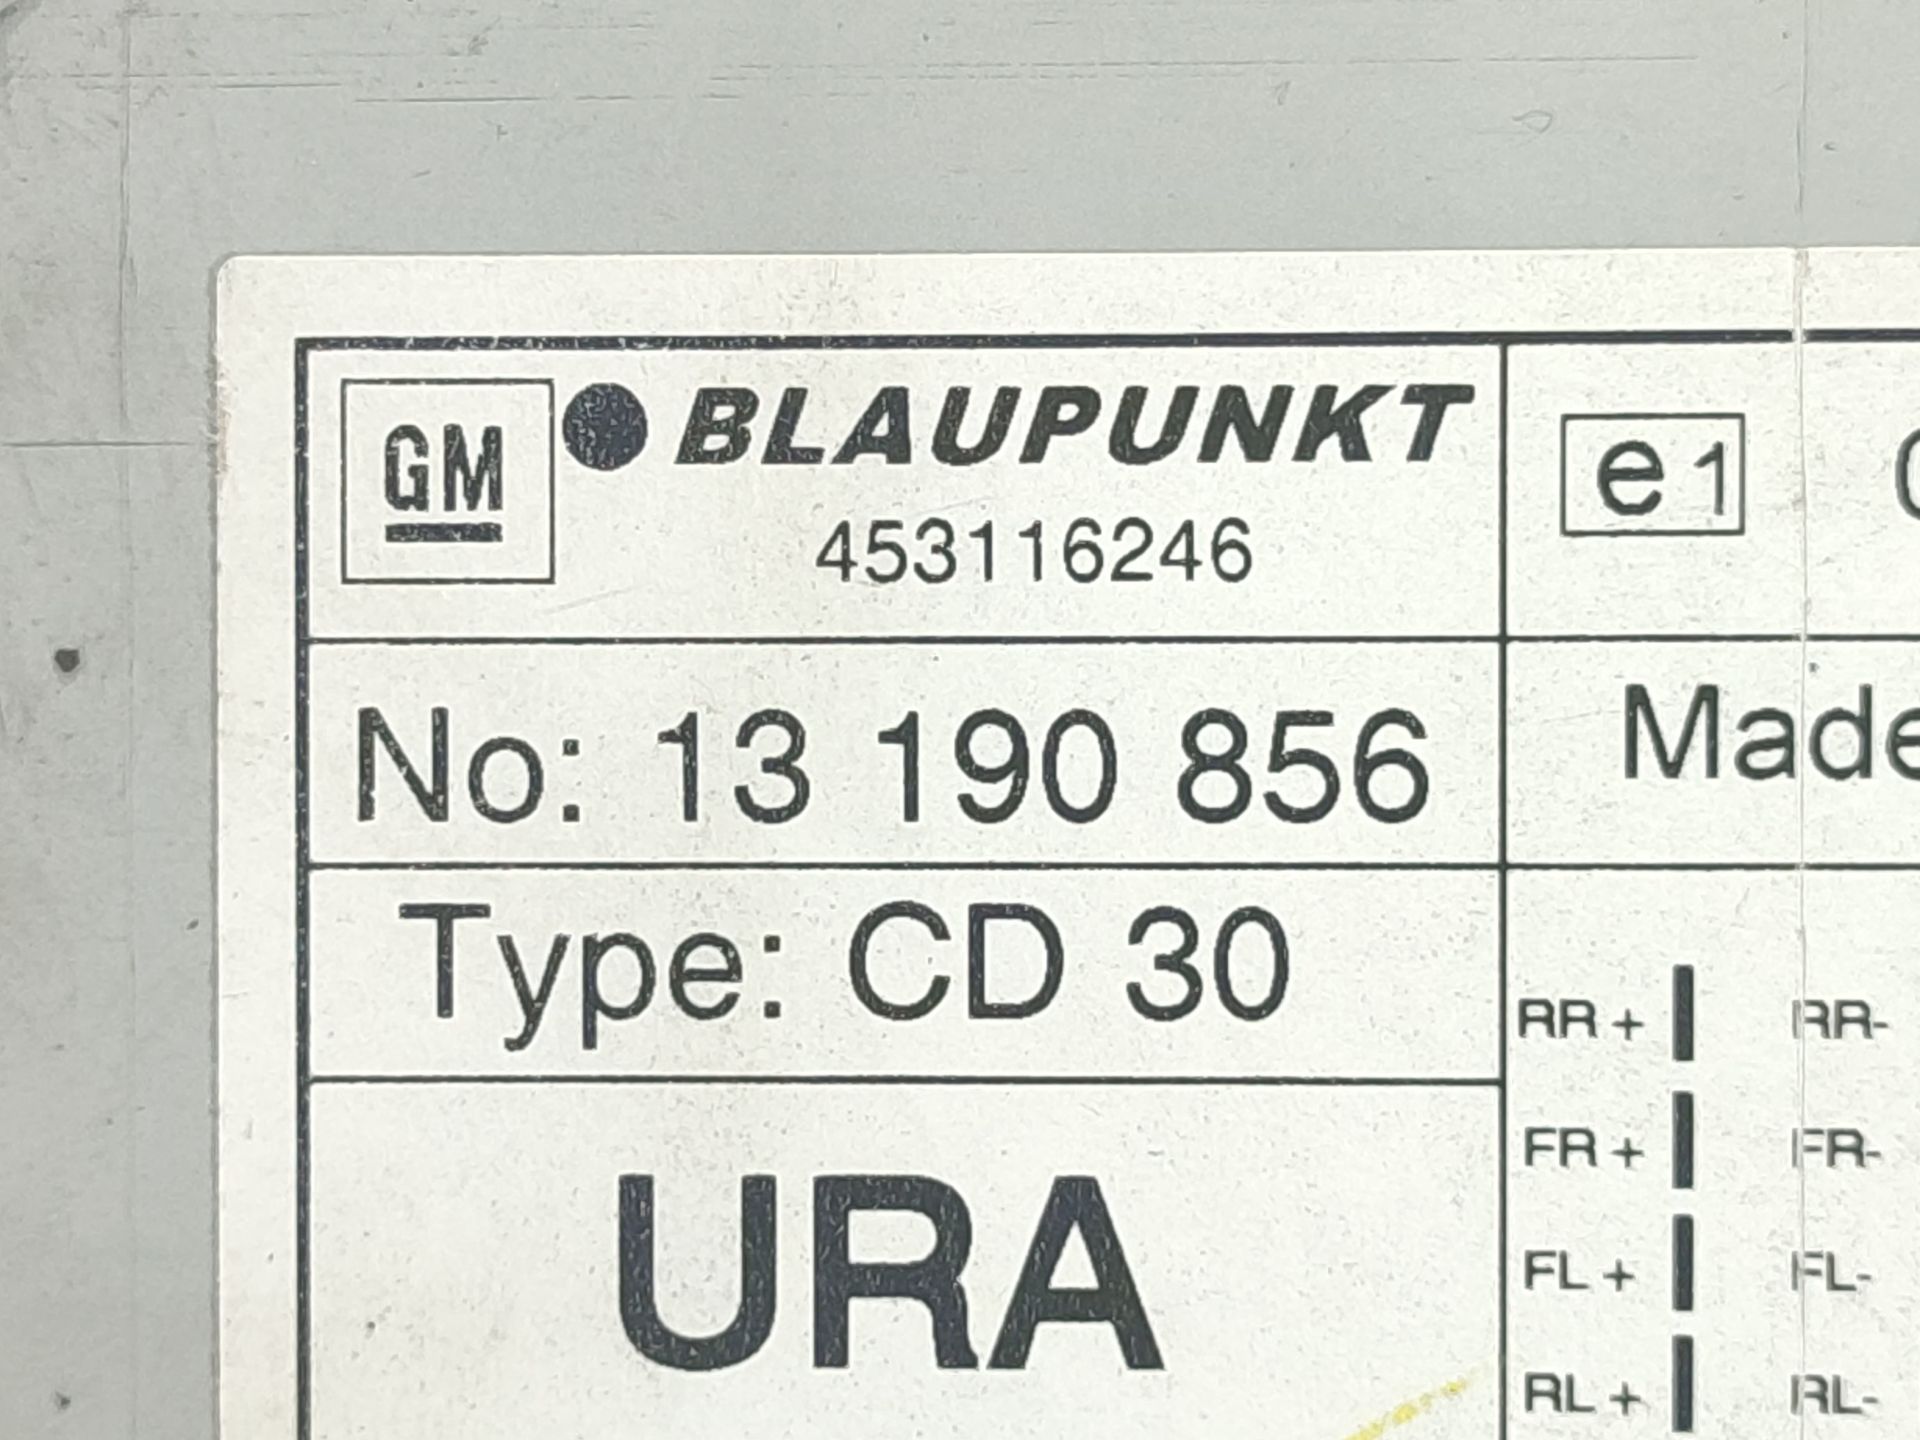 GM
BLAUPUNKT
453116246
e1
No: 13 190 856
Made
Type: CD 30
URA
RR + RR-
FR + FR-
FL + FL-
RL + RL-